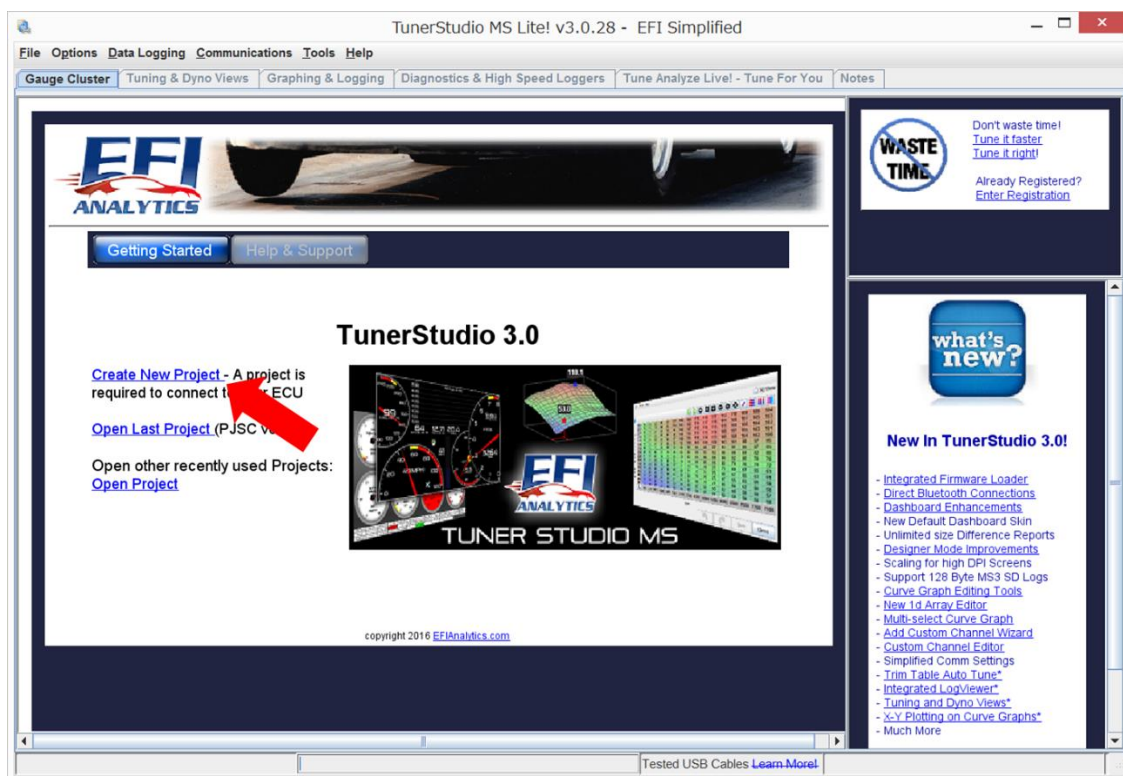 TunerStudio MS Lite! v3.0.28 - EFI Simplified
File Options Data Logging Communications Tools Help
Gauge Cluster Tuning & Dyno Views Graphing & Logging Diagnostics & High Speed Loggers Tune Analyze Live! - Tune For You Notes
EFI
ANALYTICS
Getting Started Help & Support
TunerStudio 3.0
Create New Project - A project is
required to connect
ECU
Open Last Project (PJSC
Open other recently used Projects:
Open Project
EFI
ANALYTICS
TUNER STUDIO MS
copyright 2016 EFIAnalytics.com
WASTE
TIME
Don't waste time!
Tune it faster
Tune it right!
Already Registered?
Enter Registration
what's
new?
New In TunerStudio 3.0!
- Integrated Firmware Loader
- Direct Bluetooth Connections
- Dashboard Enhancements
- New Default Dashboard Skin
- Unlimited size Difference Reports
- Designer Mode Improvements
- Scaling for high DPI Screens
- Support 128 Byte MS3 SD Logs
- Curve Graph Editing Tools
- New 1d Array Editor
- Multi-select Curve Graph
- Add Custom Channel Wizard
- Custom Channel Editor
- Simplified Comm Settings
- Trim Table Auto Tune*
- Integrated LogViewer*
- Tuning and Dyno Views*
- X-Y Plotting on Curve Graphs*
- Much More
Tested USB Cables Learn More!